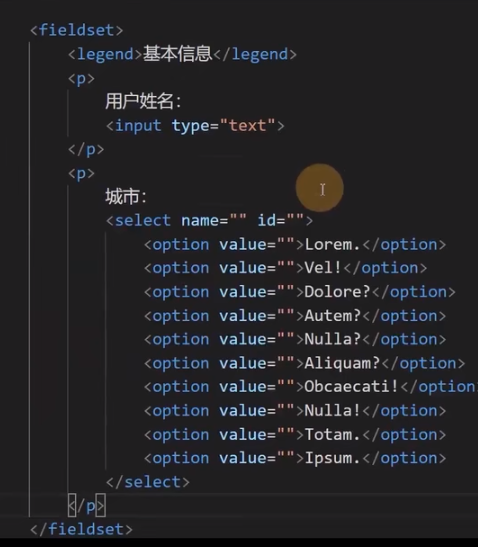 <fieldset>
<legend>基本信息</legend>
<p>
用户姓名：
<input type="text">
</p>
<p>
城市：
<select name="" id="">
<option value="">Lorem.</option>
<option value="">Vel!</option>
<option value="">Dolore?</option>
<option value="">Autem?</option>
<option value="">Nulla?</option>
<option value="">Aliquam?</option>
<option value="">Obcaecati!</option
<option value="">Nulla!</option>
<option value="">Totam.</option>
<option value="">Ipsum.</option>
</select>
</p>
</fieldset>